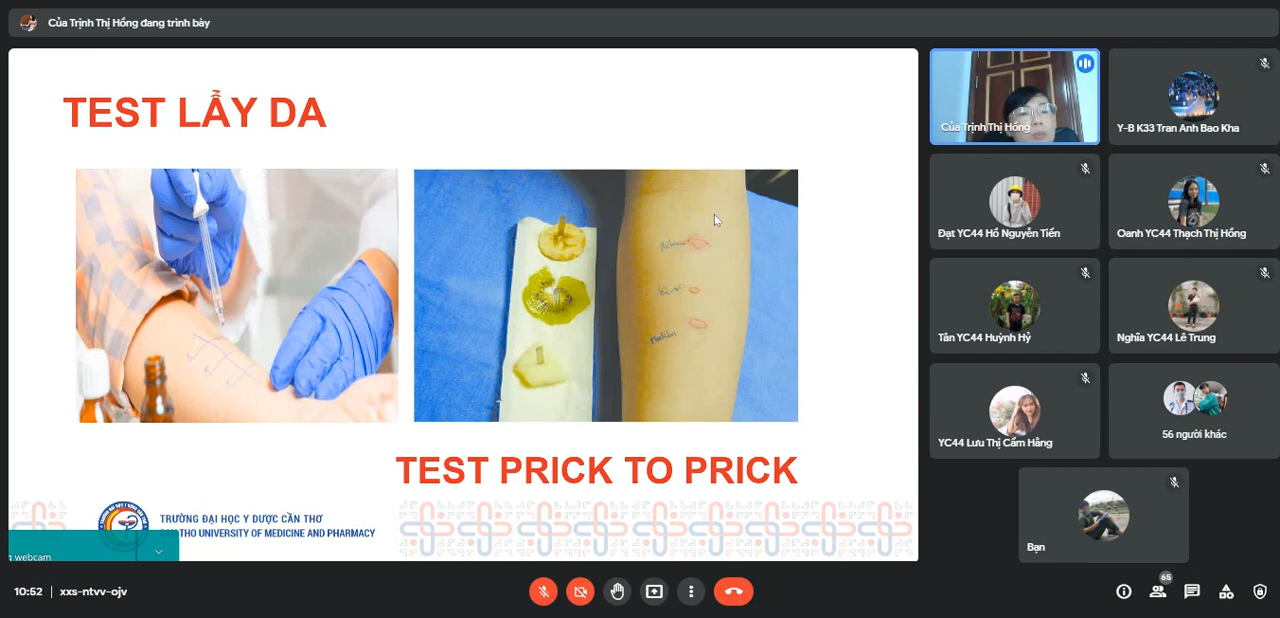 Của Trịnh Thị Hồng đang trình bày
TEST LẨY DA
TEST PRICK TO PRICK
TRƯỜNG ĐẠI HỌC Y DƯỢC CẦN THƠ
THO UNIVERSITY OF MEDICINE AND PHARMACY
webcam
Của Trịnh Thị Hồng
Y-B K33 Tran Anh Bao Kha
Đạt YC44 Hồ Nguyễn Tiến
Oanh YC44 Thạch Thị Hồng
Tân YC44 Huỳnh Hỷ
Nghĩa YC44 Lê Trung
YC44 Lưu Thị Cẩm Hằng
56 người khác
Bạn
10:52 | xxs-ntvv-ojv
65